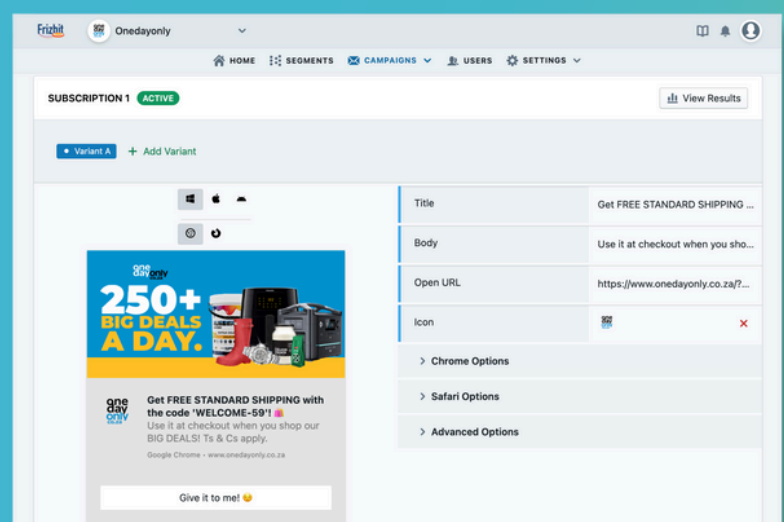 Frizbit
Onedayonly
HOME
SEGMENTS
CAMPAIGNS
USERS
SETTINGS
SUBSCRIPTION 1 ACTIVE
View Results
Variant A
+ Add Variant
one
day only
250+
BIG DEALS
A DAY.
one
day
only
Get FREE STANDARD SHIPPING with
the code 'WELCOME-59'! 🛍️
Use it at checkout when you shop our
BIG DEALS! Ts & Cs apply.
Google Chrome • www.onedayonly.co.za
Give it to me! 😉
Title
Get FREE STANDARD SHIPPING ...
Body
Use it at checkout when you sho...
Open URL
https://www.onedayonly.co.za/?...
Icon
Chrome Options
Safari Options
Advanced Options